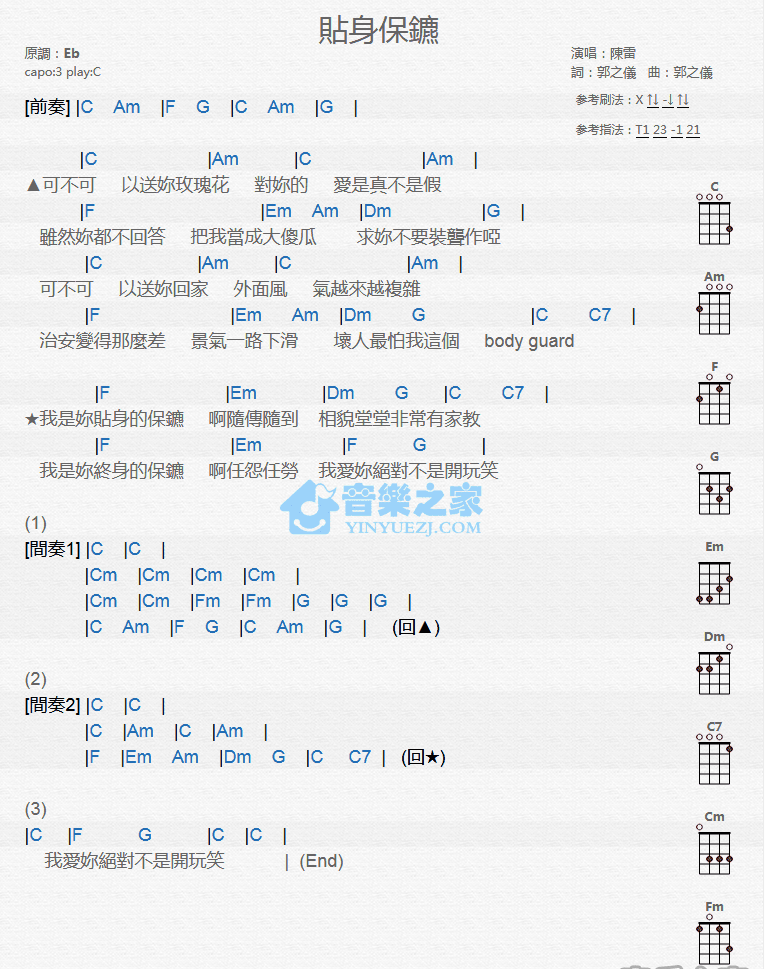 貼身保鑣
原調：Eb
capo:3 play:C
演唱：陳雷
詞：郭之儀 曲：郭之儀
參考刷法：X ↑↓ -↓ ↑↓
參考指法：T1 23 -1 21
[前奏] |C Am |F G |C Am |G |
|C |Am |C |Am |
▲可不可 以送妳玫瑰花 對妳的 愛是真不是假
|F |Em Am |Dm |G |
雖然妳都不回答 把我當成大傻瓜 求妳不要裝聾作啞
|C |Am |C |Am |
可不可 以送妳回家 外面風 氣越來越複雜
|F |Em Am |Dm G |C C7 |
治安變得那麼差 景氣一路下滑 壞人最怕我這個 body guard
|F |Em |Dm G |C C7 |
★我是妳貼身的保鑣 啊隨傳隨到 相貌堂堂非常有家教
|F |Em |F G |
我是妳終身的保鑣 啊任怨任勞 我愛妳絕對不是開玩笑
音樂之家
YINYUEZJ.COM
(1)
[間奏1] |C |C |
|Cm |Cm |Cm |Cm |
|Cm |Cm |Fm |Fm |G |G |G |
|C Am |F G |C Am |G | (回▲)
(2)
[間奏2] |C |C |
|C |Am |C |Am |
|F |Em Am |Dm G |C C7 | (回★)
(3)
|C |F G |C |C |
我愛妳絕對不是開玩笑 | (End)
C
Am
F
G
Em
Dm
C7
Cm
Fm